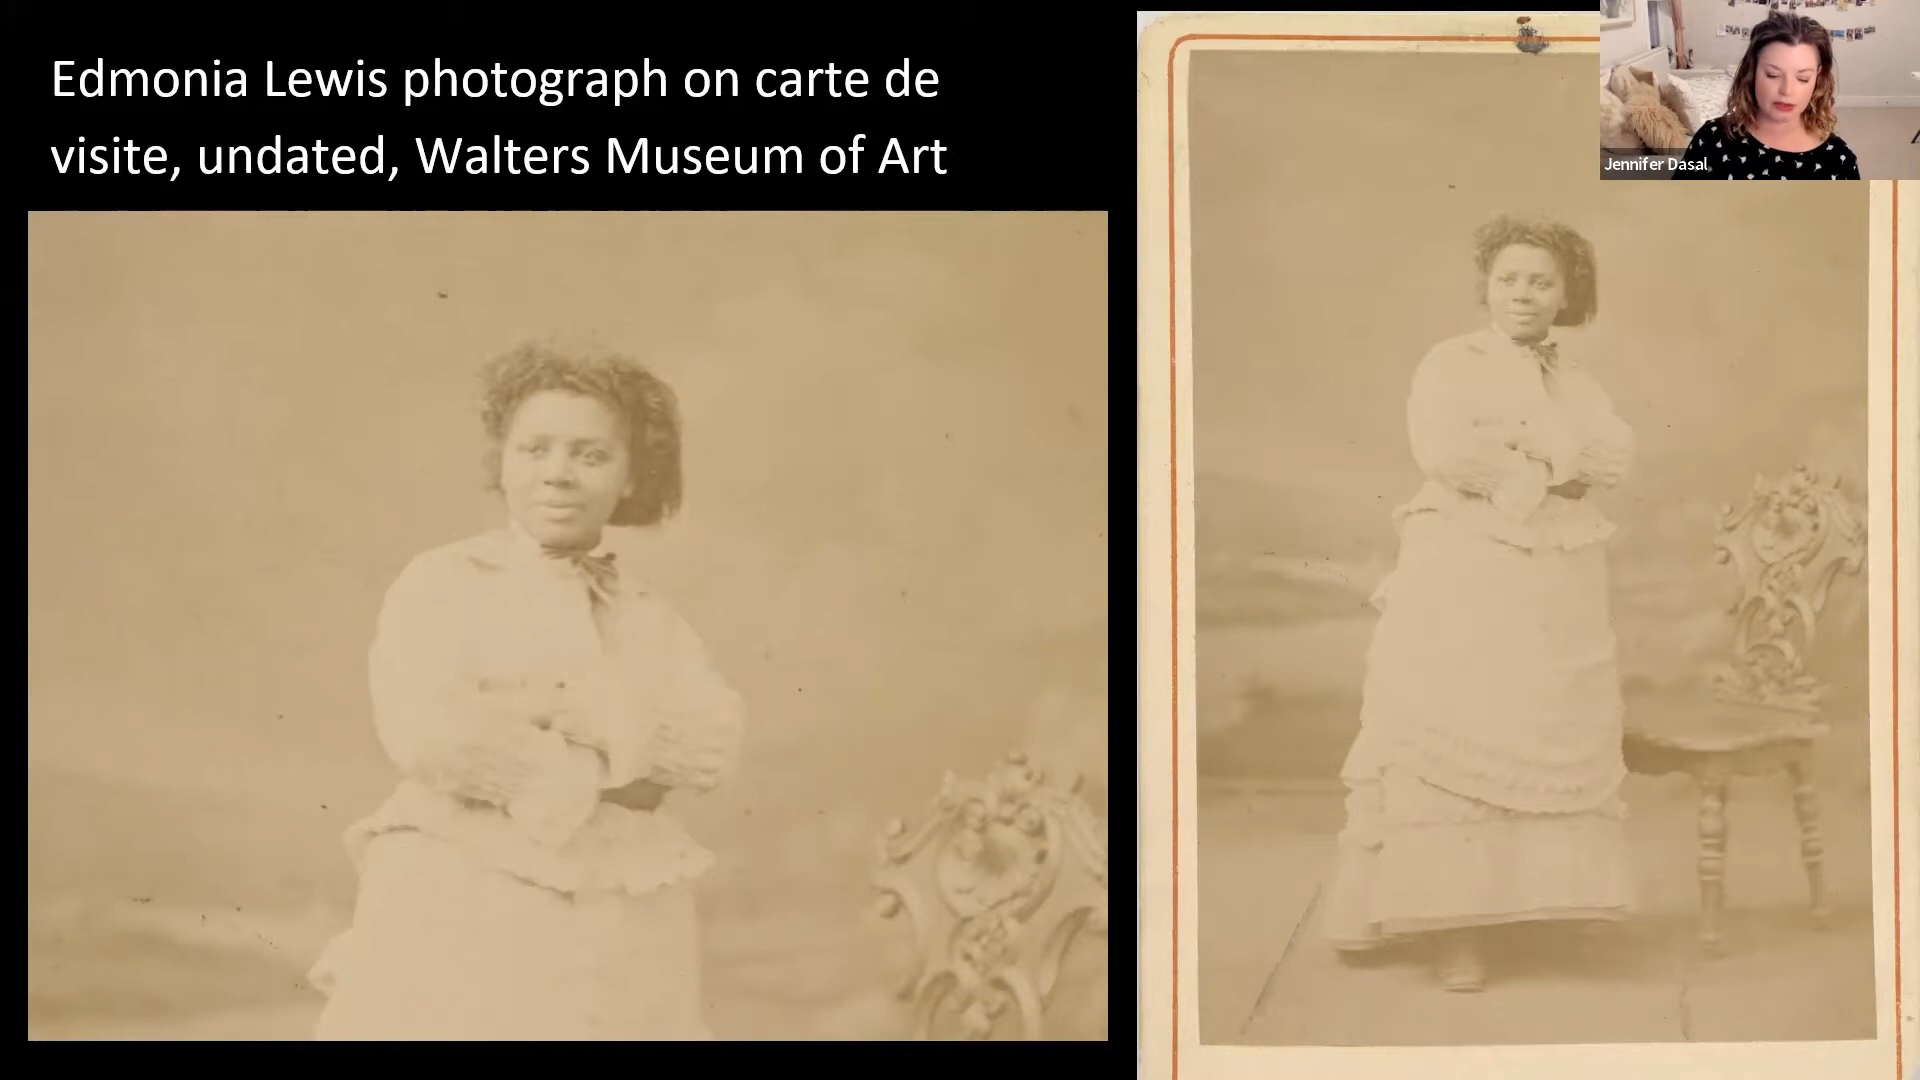 Edmonia Lewis photograph on carte de
visite, undated, Walters Museum of Art
Jennifer Dasal